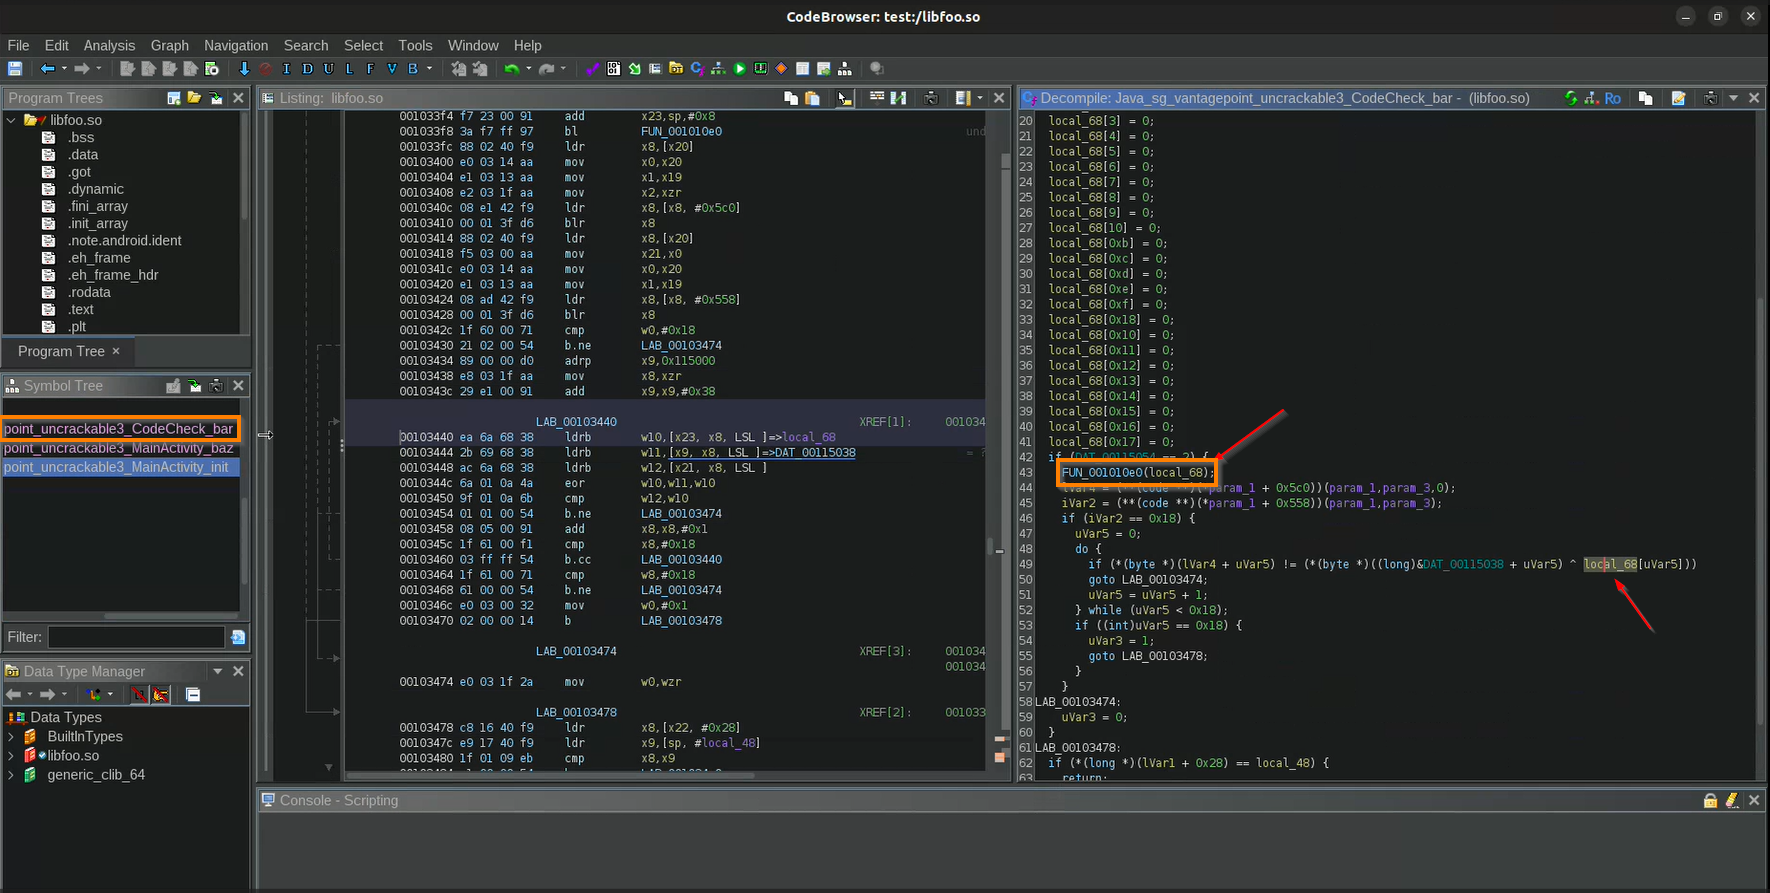 CodeBrowser: test:/libfoo.so
File Edit Analysis Graph Navigation Search Select Tools Window Help
I D U L F V B
Program Trees
libfoo.so
.bss
.data
.got
.dynamic
.fini_array
.init_array
.note.android.ident
.eh_frame
.eh_frame_hdr
.rodata
.text
.plt
Program Tree ×
Symbol Tree
point_uncrackable3_CodeCheck_bar
point_uncrackable3_MainActivity_baz
point_uncrackable3_MainActivity_init
Filter:
Data Type Manager
Data Types
BuiltInTypes
libfoo.so
generic_clib_64
Listing: libfoo.so
001033f4 f7 23 00 91 add x23,sp,#0x8
001033f8 3a f7 ff 97 bl FUN_001010e0 und
001033fc 88 02 40 f9 ldr x8,[x20]
00103400 e0 03 14 aa mov x0,x20
00103404 e1 03 13 aa mov x1,x19
00103408 e2 03 1f aa mov x2,xzr
0010340c 08 e1 42 f9 ldr x8,[x8, #0x5c0]
00103410 00 01 3f d6 blr x8
00103414 88 02 40 f9 ldr x8,[x20]
00103418 f5 03 00 aa mov x21,x0
0010341c e0 03 14 aa mov x0,x20
00103420 e1 03 13 aa mov x1,x19
00103424 08 ad 42 f9 ldr x8,[x8, #0x558]
00103428 00 01 3f d6 blr x8
0010342c 1f 60 00 71 cmp w0,#0x18
00103430 21 02 00 54 b.ne LAB_00103474
00103434 89 00 00 d0 adrp x9,0x115000
00103438 e8 03 1f aa mov x8,xzr
0010343c 29 e1 00 91 add x9,x9,#0x38
LAB_00103440 XREF[1]: 001034
00103440 ea 6a 68 38 ldrb w10,[x23, x8, LSL ]=>local_68
00103444 2b 69 68 38 ldrb w11,[x9, x8, LSL ]=>DAT_00115038 = ?
00103448 ac 6a 68 38 ldrb w12,[x21, x8, LSL ]
0010344c 6a 01 0a 4a eor w10,w11,w10
00103450 9f 01 0a 6b cmp w12,w10
00103454 01 01 00 54 b.ne LAB_00103474
00103458 08 05 00 91 add x8,x8,#0x1
0010345c 1f 61 00 f1 cmp x8,#0x18
00103460 03 ff ff 54 b.cc LAB_00103440
00103464 1f 61 00 71 cmp w8,#0x18
00103468 61 00 00 54 b.ne LAB_00103474
0010346c e0 03 00 32 mov w0,#0x1
00103470 02 00 00 14 b LAB_00103478
LAB_00103474 XREF[3]: 001034
001034
00103474 e0 03 1f 2a mov w0,wzr
LAB_00103478 XREF[2]: 001033
00103478 c8 16 40 f9 ldr x8,[x22, #0x28]
0010347c e9 17 40 f9 ldr x9,[sp, #local_48]
00103480 1f 01 09 eb cmp x8,x9
Decompile: Java_sg_vantagepoint_uncrackable3_CodeCheck_bar - (libfoo.so)
Ro
20 local_68[3] = 0;
21 local_68[4] = 0;
22 local_68[5] = 0;
23 local_68[6] = 0;
24 local_68[7] = 0;
25 local_68[8] = 0;
26 local_68[9] = 0;
27 local_68[10] = 0;
28 local_68[0xb] = 0;
29 local_68[0xc] = 0;
30 local_68[0xd] = 0;
31 local_68[0xe] = 0;
32 local_68[0xf] = 0;
33 local_68[0x18] = 0;
34 local_68[0x10] = 0;
35 local_68[0x11] = 0;
36 local_68[0x12] = 0;
37 local_68[0x13] = 0;
38 local_68[0x14] = 0;
39 local_68[0x15] = 0;
40 local_68[0x16] = 0;
41 local_68[0x17] = 0;
42 if (DAT_00115054 == 2) {
43 FUN_001010e0(local_68);
44 lVar4 = (**(code **)(*param_1 + 0x5c0))(param_1,param_3,0);
45 iVar2 = (**(code **)(*param_1 + 0x558))(param_1,param_3);
46 if (iVar2 == 0x18) {
47 uVar5 = 0;
48 do {
49 if (*(byte *)(lVar4 + uVar5) != (*(byte *)((long)&DAT_00115038 + uVar5) ^ local_68[uVar5]))
50 goto LAB_00103474;
51 uVar5 = uVar5 + 1;
52 } while (uVar5 < 0x18);
53 if ((int)uVar5 == 0x18) {
54 uVar3 = 1;
55 goto LAB_00103478;
56 }
57 }
58 LAB_00103474:
59 uVar3 = 0;
60 }
61 LAB_00103478:
62 if (*(long *)(lVar1 + 0x28) == local_48) {
63 return;
Console - Scripting